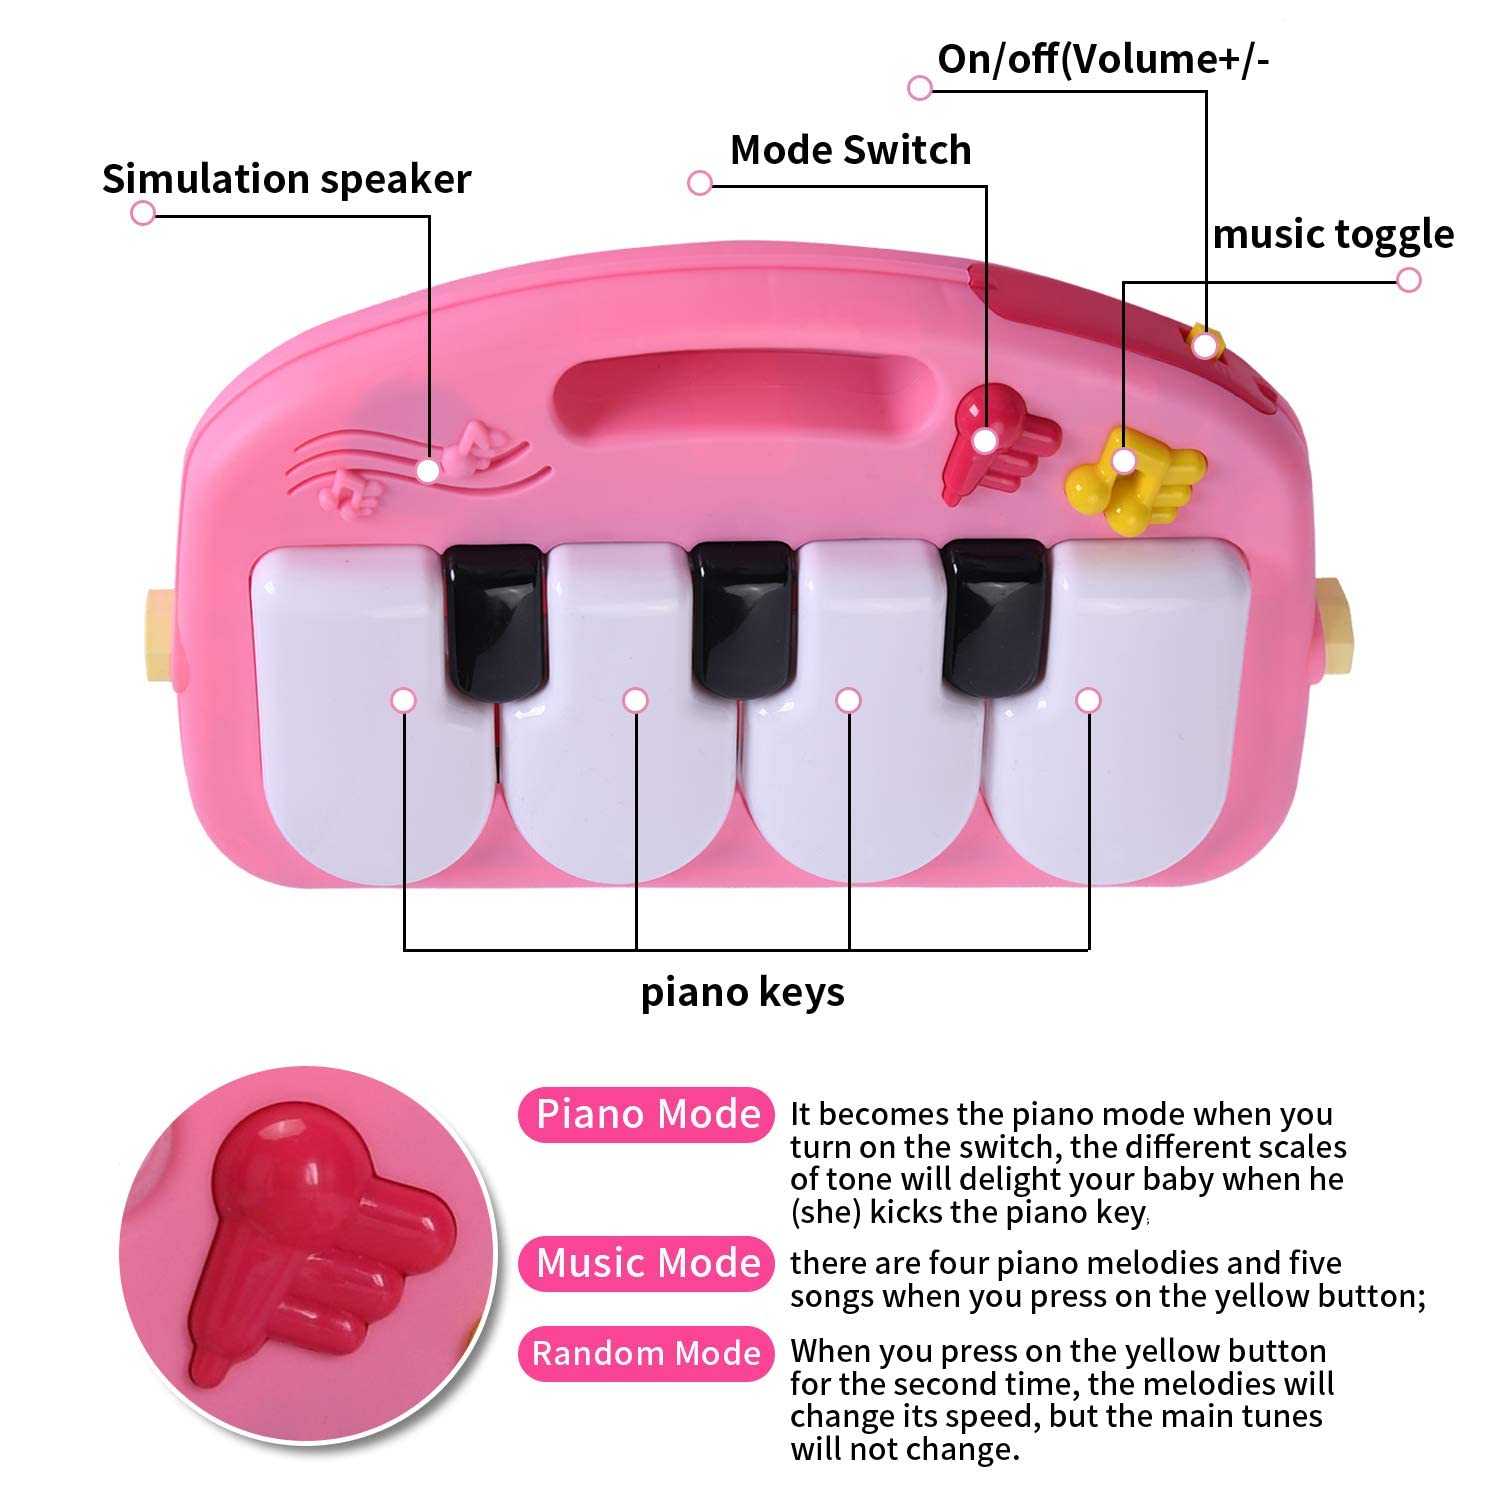 On/off(Volume+/-
Mode Switch
Simulation speaker
music toggle
piano keys
Piano Mode
It becomes the piano mode when you
turn on the switch, the different scales
of tone will delight your baby when he
(she) kicks the piano key;
Music Mode
there are four piano melodies and five
songs when you press on the yellow button;
Random Mode
When you press on the yellow button
for the second time, the melodies will
change its speed, but the main tunes
will not change.